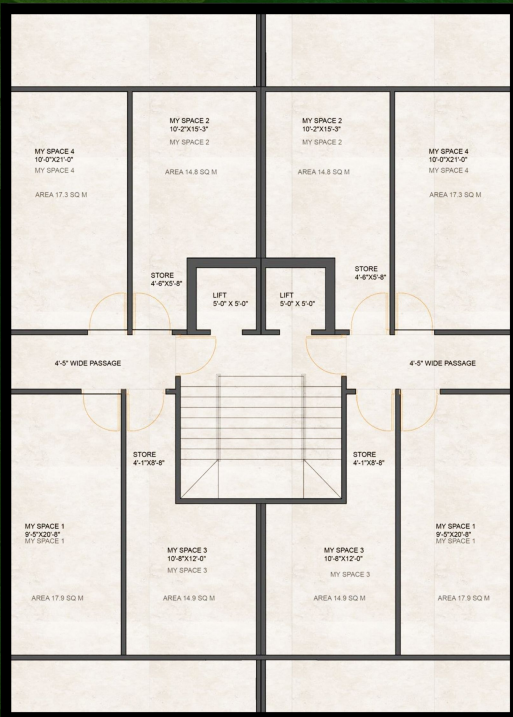 MY SPACE 2
10'-2"X15'-3"
MY SPACE 2
AREA 14.8 SQ M
MY SPACE 2
10'-2"X15'-3"
MY SPACE 2
AREA 14.8 SQ M
MY SPACE 4
10'-0"X21'-0"
MY SPACE 4
AREA 17.3 SQ M
MY SPACE 4
10'-0"X21'-0"
MY SPACE 4
AREA 17.3 SQ M
STORE
4'-6"X5'-8"
LIFT
5'-0" X 5'-0"
LIFT
5'-0" X 5'-0"
STORE
4'-6"X5'-8"
4'-5" WIDE PASSAGE
4'-5" WIDE PASSAGE
STORE
4'-1"X8'-8"
STORE
4'-1"X8'-8"
MY SPACE 1
9'-5"X20'-8"
MY SPACE 1
AREA 17.9 SQ M
MY SPACE 3
10'-8"X12'-0"
MY SPACE 3
AREA 14.9 SQ M
MY SPACE 3
10'-8"X12'-0"
MY SPACE 3
AREA 14.9 SQ M
MY SPACE 1
9'-5"X20'-8"
MY SPACE 1
AREA 17.9 SQ M